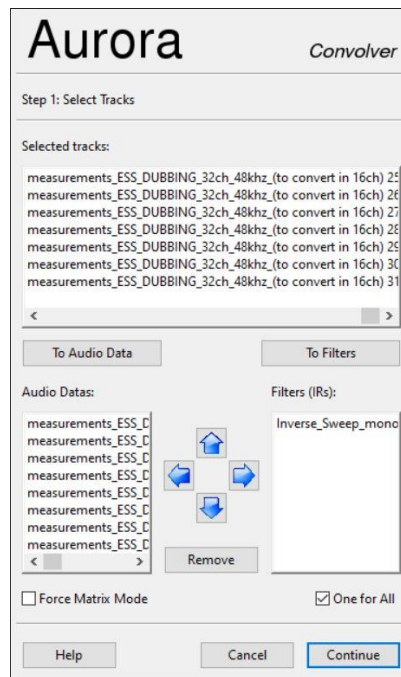 Aurora
Convolver
Step 1: Select Tracks
Selected tracks:
measurements_ESS_DUBBING_32ch_48khz_(to convert in 16ch) 25
measurements_ESS_DUBBING_32ch_48khz_(to convert in 16ch) 26
measurements_ESS_DUBBING_32ch_48khz_(to convert in 16ch) 27
measurements_ESS_DUBBING_32ch_48khz_(to convert in 16ch) 28
measurements_ESS_DUBBING_32ch_48khz_(to convert in 16ch) 29
measurements_ESS_DUBBING_32ch_48khz_(to convert in 16ch) 30
measurements_ESS_DUBBING_32ch_48khz_(to convert in 16ch) 31
To Audio Data
To Filters
Audio Datas:
Filters (IRs):
measurements_ESS_D
measurements_ESS_D
measurements_ESS_D
measurements_ESS_D
measurements_ESS_D
measurements_ESS_D
measurements_ESS_D
measurements_ESS_D
Inverse_Sweep_mono
Remove
Force Matrix Mode
One for All
Help
Cancel
Continue